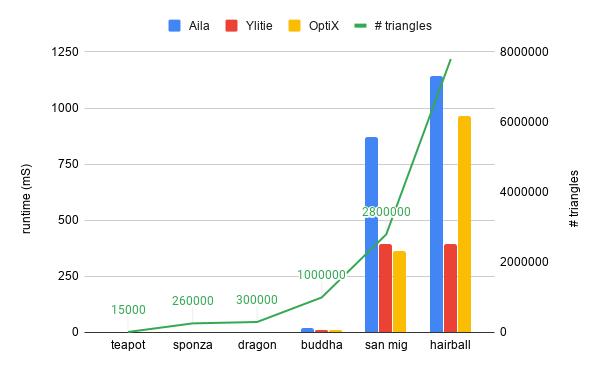 Aila Ylitie OptiX # triangles
1250 8000000
1000 6000000
750
4000000
500
2800000
2000000
250
1000000
15000 260000 300000
0 0
runtime (mS)
# triangles
teapot sponza dragon buddha san mig hairball